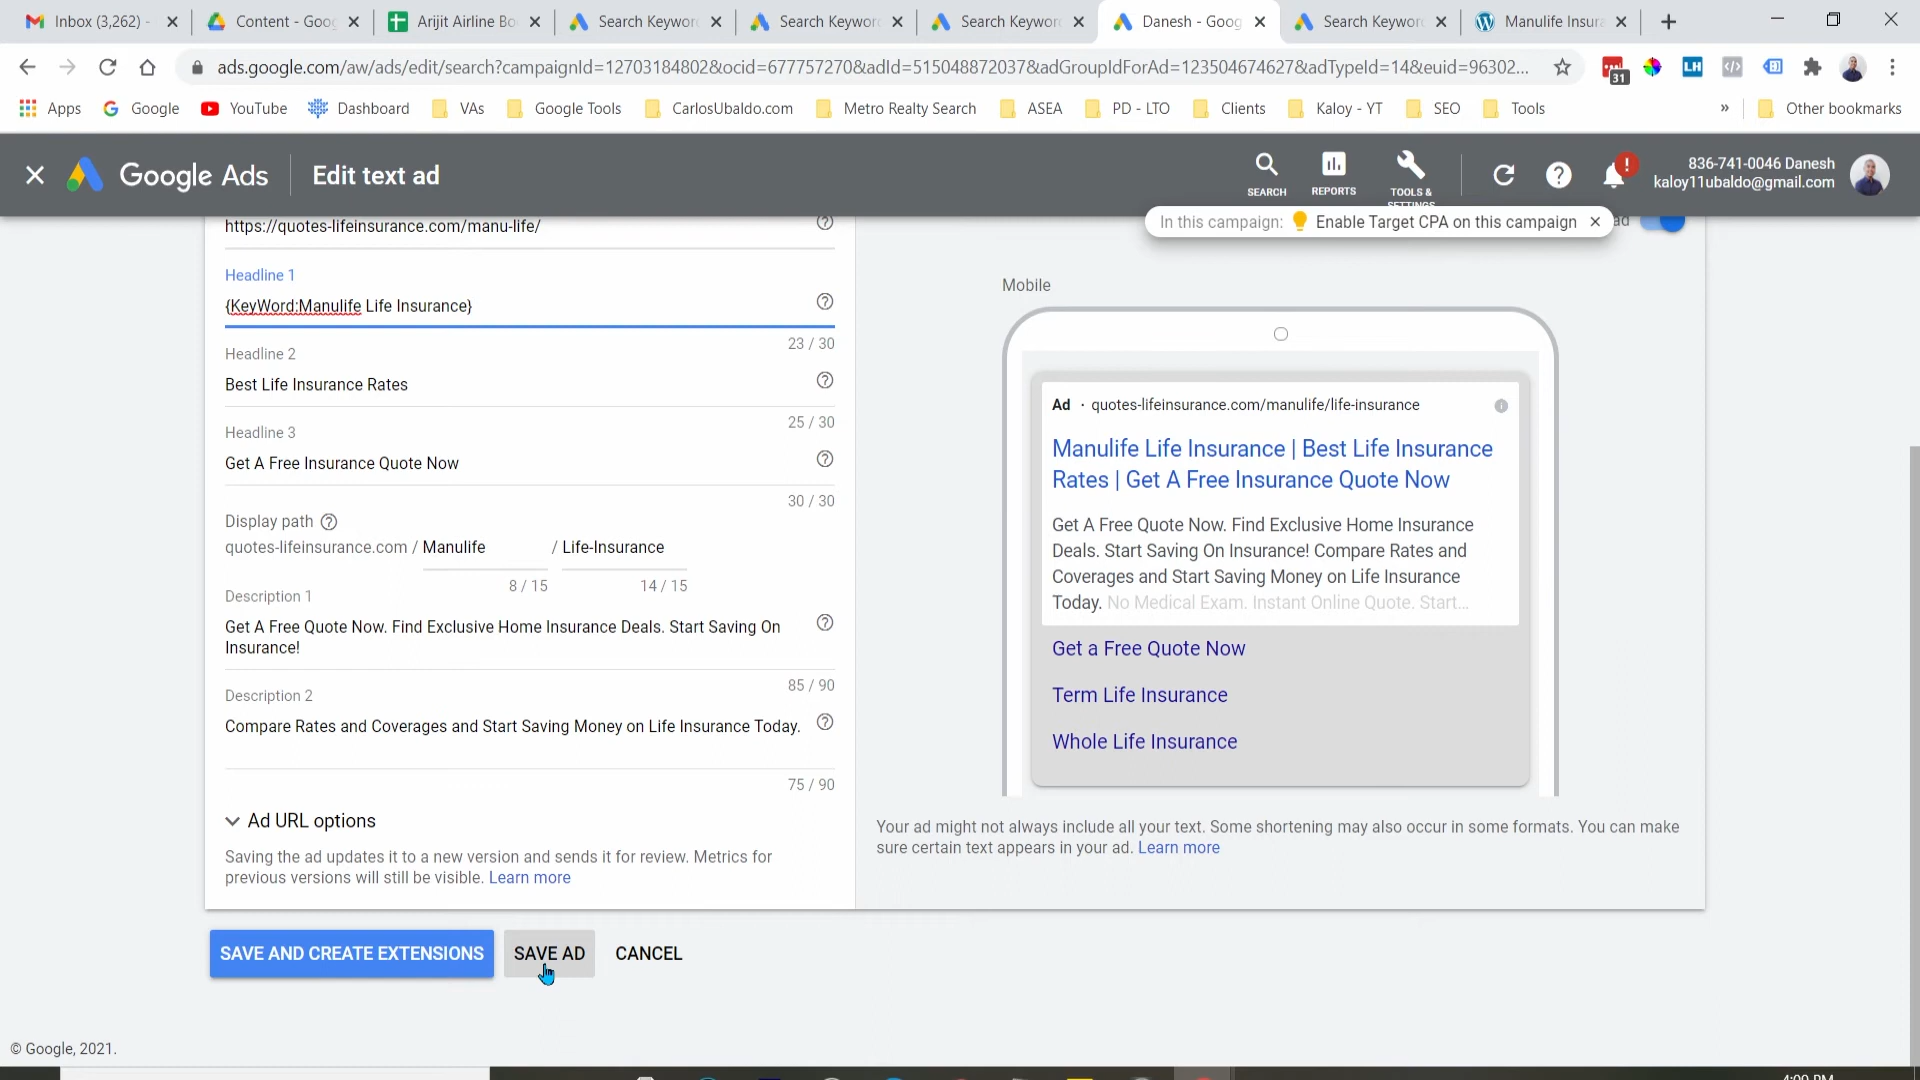 Inbox (3,262) -
Content - Goog
Arijit Airline Bo
Search Keywor
Search Keywor
Search Keywor
Danesh - Goog
Search Keywor
Manulife Insura
ads.google.com/aw/ads/edit/search?campaignId=12703184802&ocid=677757270&adId=515048872037&adGroupIdForAd=123504674627&adTypeId=14&euid=96302...
31
LH
Apps
Google
YouTube
Dashboard
VAs
Google Tools
CarlosUbaldo.com
Metro Realty Search
ASEA
PD - LTO
Clients
Kaloy - YT
SEO
Tools
»
Other bookmarks
Google Ads
Edit text ad
SEARCH
REPORTS
TOOLS &
SETTINGS
836-741-0046 Danesh
kaloy11ubaldo@gmail.com
In this campaign: Enable Target CPA on this campaign
ad
https://quotes-lifeinsurance.com/manu-life/
Headline 1
{KeyWord:Manulife Life Insurance}
23 / 30
Headline 2
Best Life Insurance Rates
25 / 30
Headline 3
Get A Free Insurance Quote Now
30 / 30
Display path
quotes-lifeinsurance.com / Manulife / Life-Insurance
8 / 15
14 / 15
Description 1
Get A Free Quote Now. Find Exclusive Home Insurance Deals. Start Saving On
Insurance!
85 / 90
Description 2
Compare Rates and Coverages and Start Saving Money on Life Insurance Today.
75 / 90
Ad URL options
Saving the ad updates it to a new version and sends it for review. Metrics for
previous versions will still be visible. Learn more
SAVE AND CREATE EXTENSIONS
SAVE AD
CANCEL
Mobile
Ad · quotes-lifeinsurance.com/manulife/life-insurance
Manulife Life Insurance | Best Life Insurance
Rates | Get A Free Insurance Quote Now
Get A Free Quote Now. Find Exclusive Home Insurance
Deals. Start Saving On Insurance! Compare Rates and
Coverages and Start Saving Money on Life Insurance
Today. No Medical Exam. Instant Online Quote. Start...
Get a Free Quote Now
Term Life Insurance
Whole Life Insurance
Your ad might not always include all your text. Some shortening may also occur in some formats. You can make
sure certain text appears in your ad. Learn more
© Google, 2021.
4:09 PM